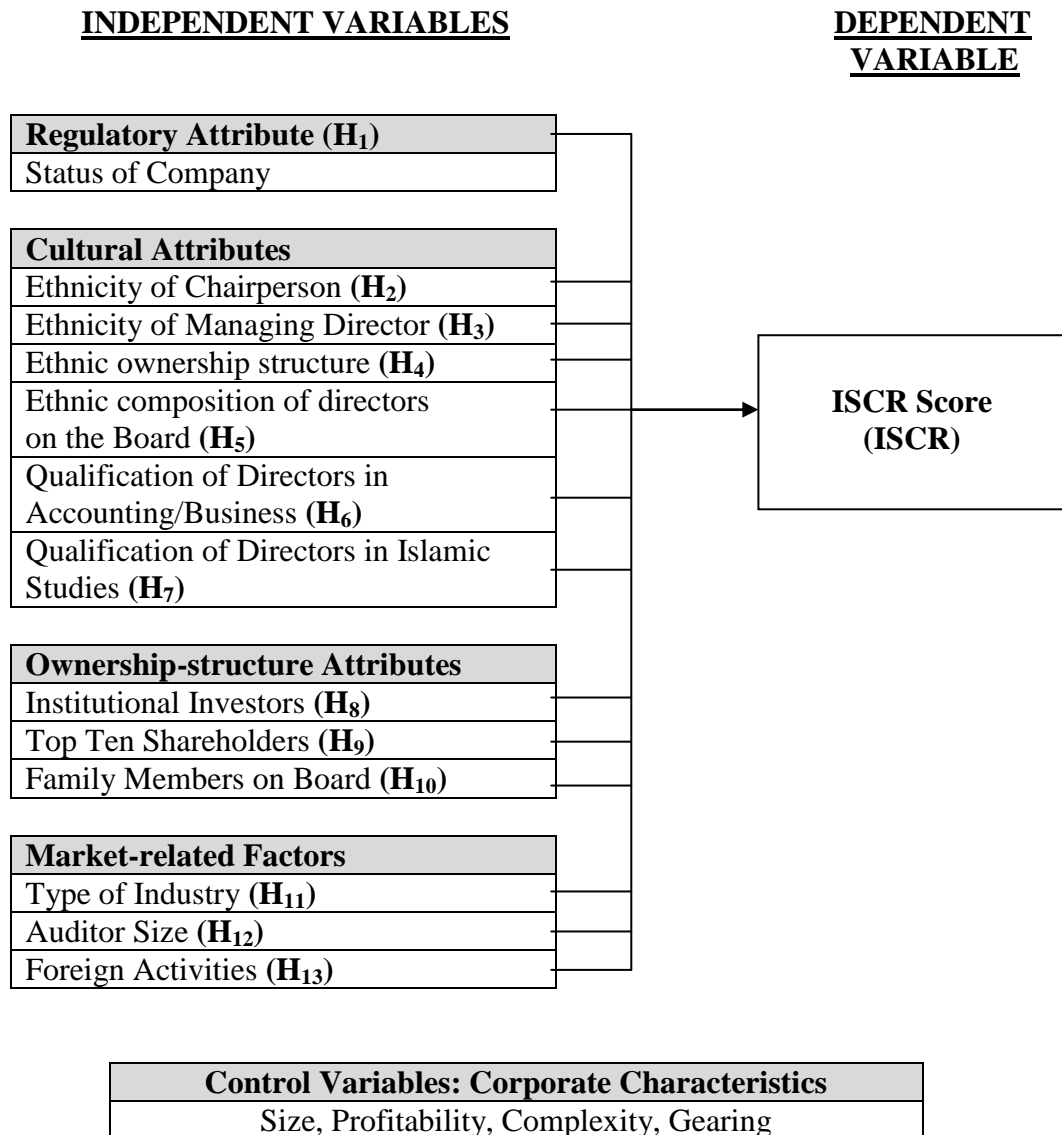 INDEPENDENT VARIABLES
DEPENDENT
VARIABLE
Regulatory Attribute (H₁)
Status of Company
Cultural Attributes
Ethnicity of Chairperson (H₂)
Ethnicity of Managing Director (H₃)
Ethnic ownership structure (H₄)
Ethnic composition of directors
on the Board (H₅)
Qualification of Directors in
Accounting/Business (H₆)
Qualification of Directors in Islamic
Studies (H₇)
Ownership-structure Attributes
Institutional Investors (H₈)
Top Ten Shareholders (H₉)
Family Members on Board (H₁₀)
Market-related Factors
Type of Industry (H₁₁)
Auditor Size (H₁₂)
Foreign Activities (H₁₃)
ISCR Score
(ISCR)
Control Variables: Corporate Characteristics
Size, Profitability, Complexity, Gearing